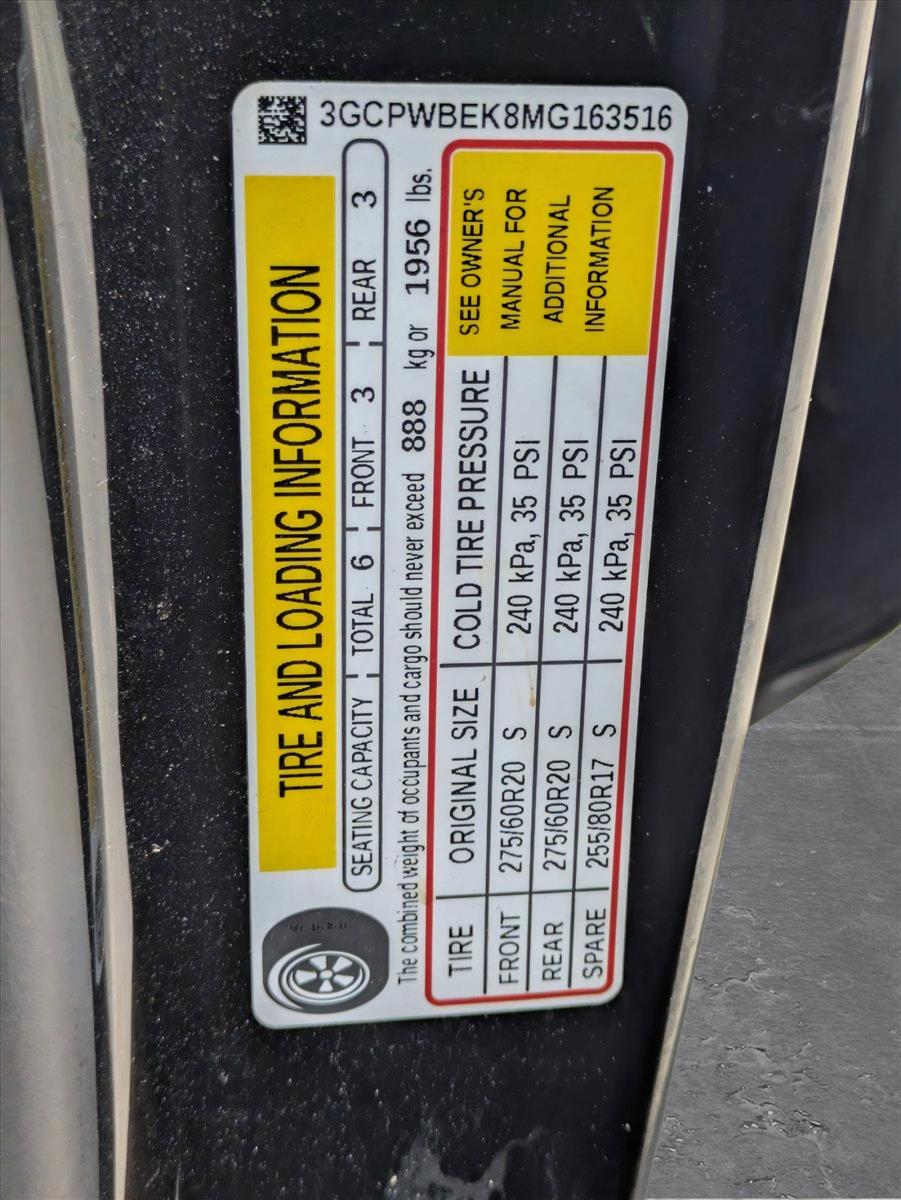 3GCPWBEK8MG163516
TIRE AND LOADING INFORMATION
SEATING CAPACITY TOTAL 6 FRONT 3 REAR 3
The combined weight of occupants and cargo should never exceed 888 kg or 1956 lbs.
TIRE ORIGINAL SIZE COLD TIRE PRESSURE
FRONT 275/60R20 S 240 kPa, 35 PSI
REAR 275/60R20 S 240 kPa, 35 PSI
SPARE 255/80R17 S 240 kPa, 35 PSI
SEE OWNER'S
MANUAL FOR
ADDITIONAL
INFORMATION